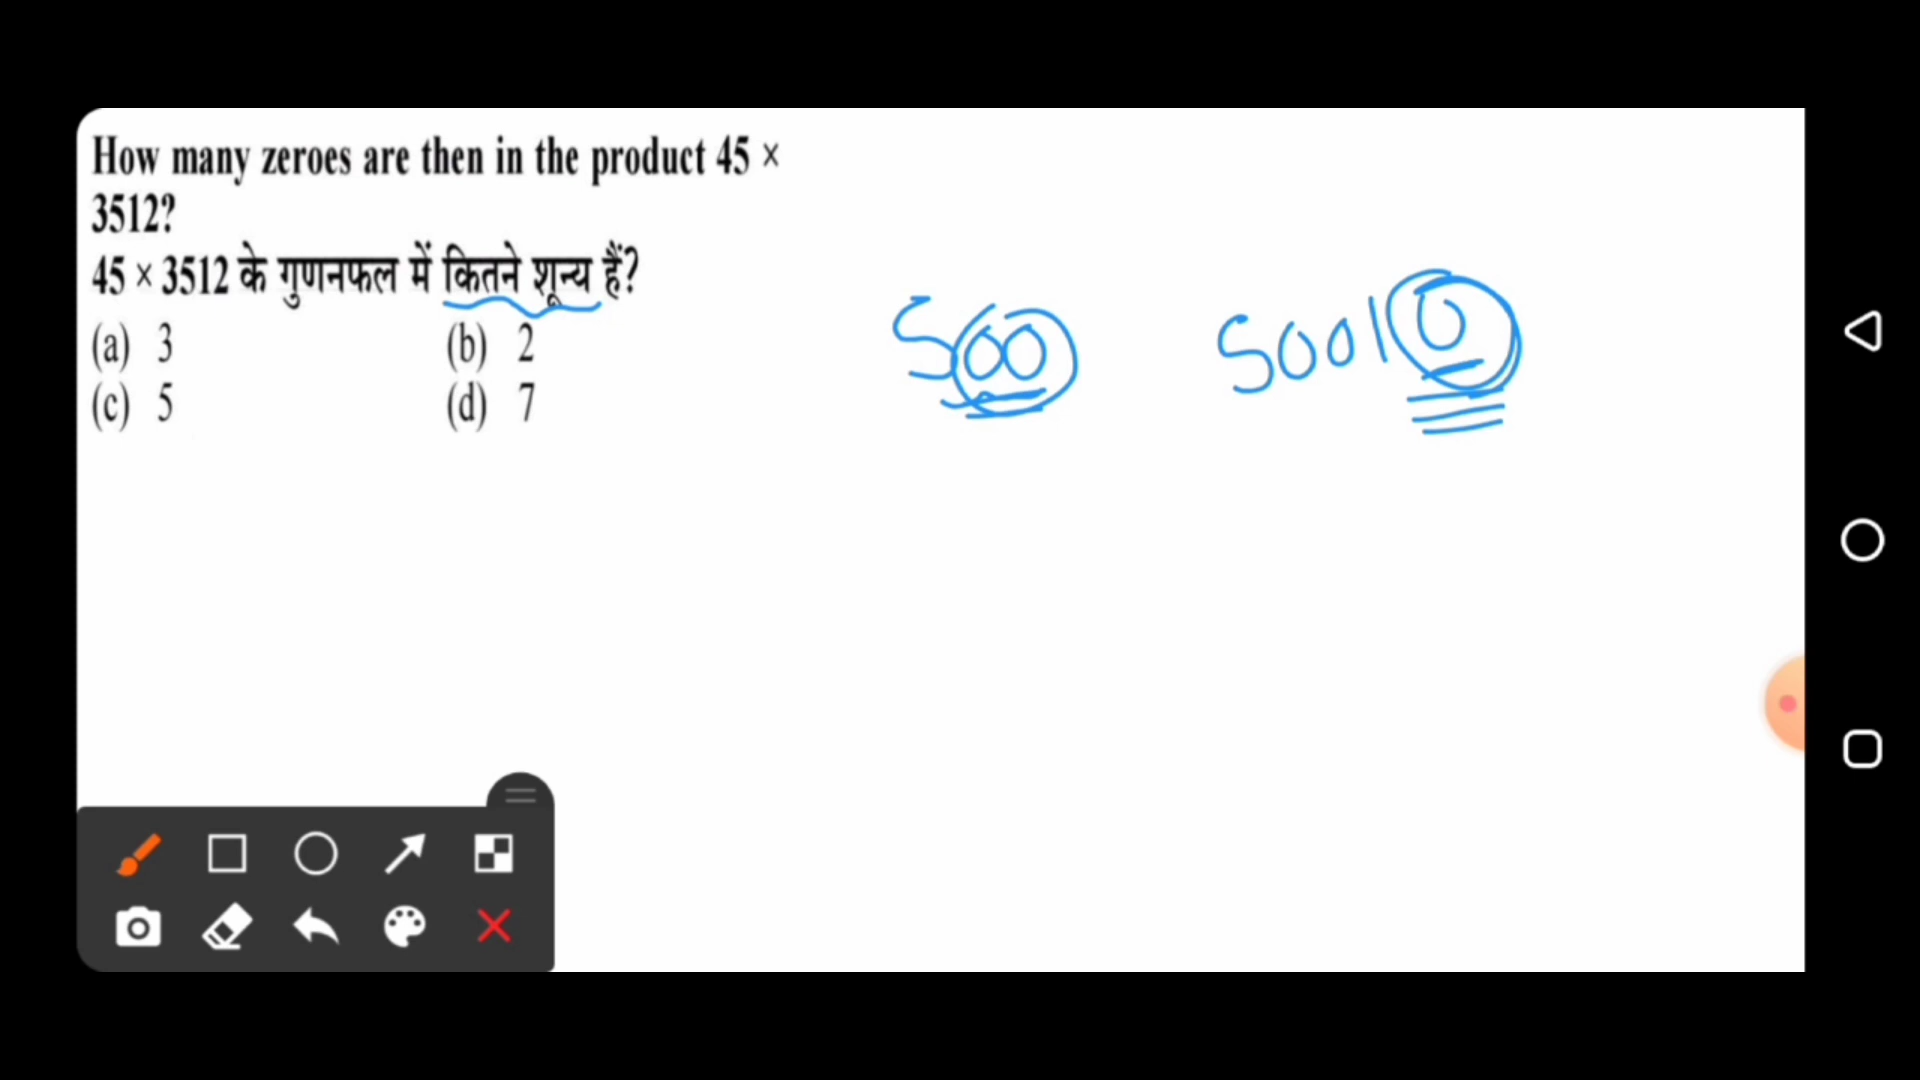 How many zeroes are then in the product 45 ×
3512?
45 × 3512 के गुणनफल में कितने शून्य हैं?
(a) 3 (b) 2
(c) 5 (d) 7
500 50010